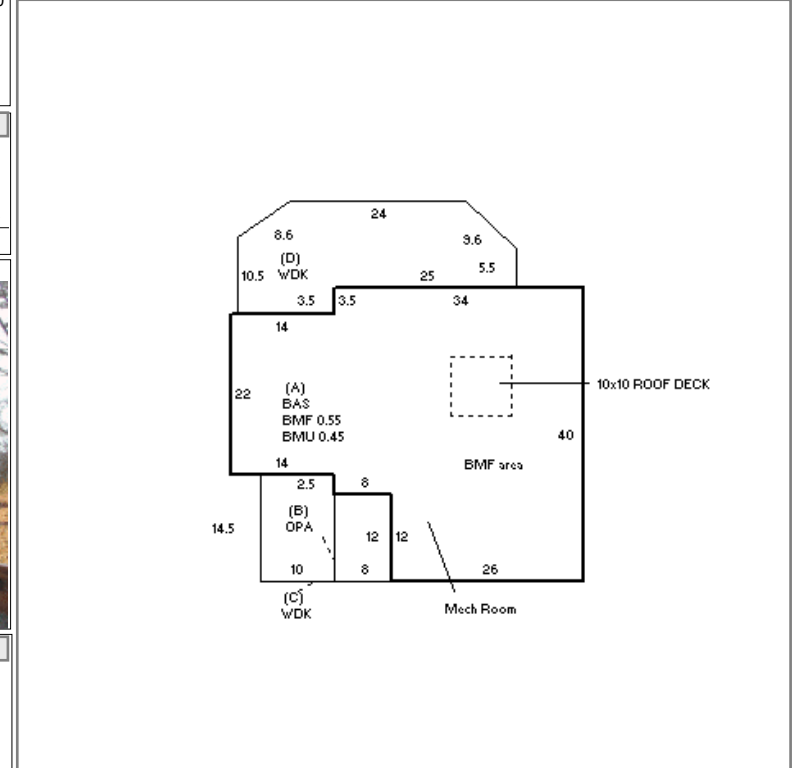 24
8.6
9.6
(D)
WDK
10.5
5.5
25
3.5
3.5
34
14
10x10 ROOF DECK
22
(A)
BAS
BMF 0.55
BMU 0.45
40
14
BMF area
2.5
8
(B)
OPA
14.5
12
12
10
8
26
(C)
WDK
Mech Room